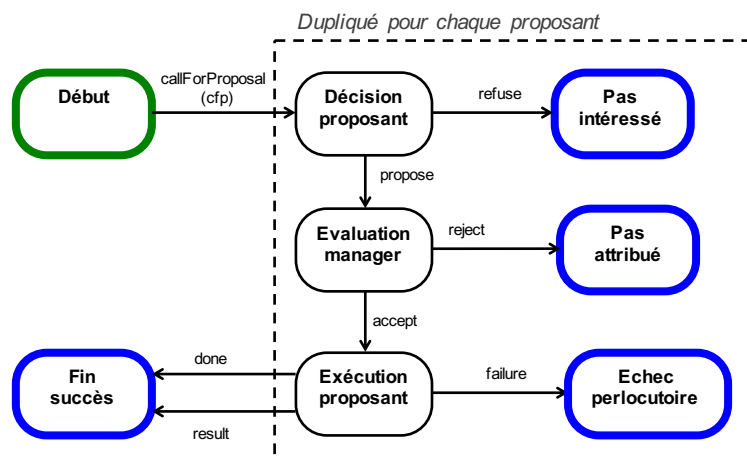 Dupliqué pour chaque proposant
Début
callForProposal
(cfp)
Décision
proposant
refuse
Pas
intéressé
propose
Evaluation
manager
reject
Pas
attribué
accept
Fin
succès
done
result
Exécution
proposant
failure
Echec
perlocutoire